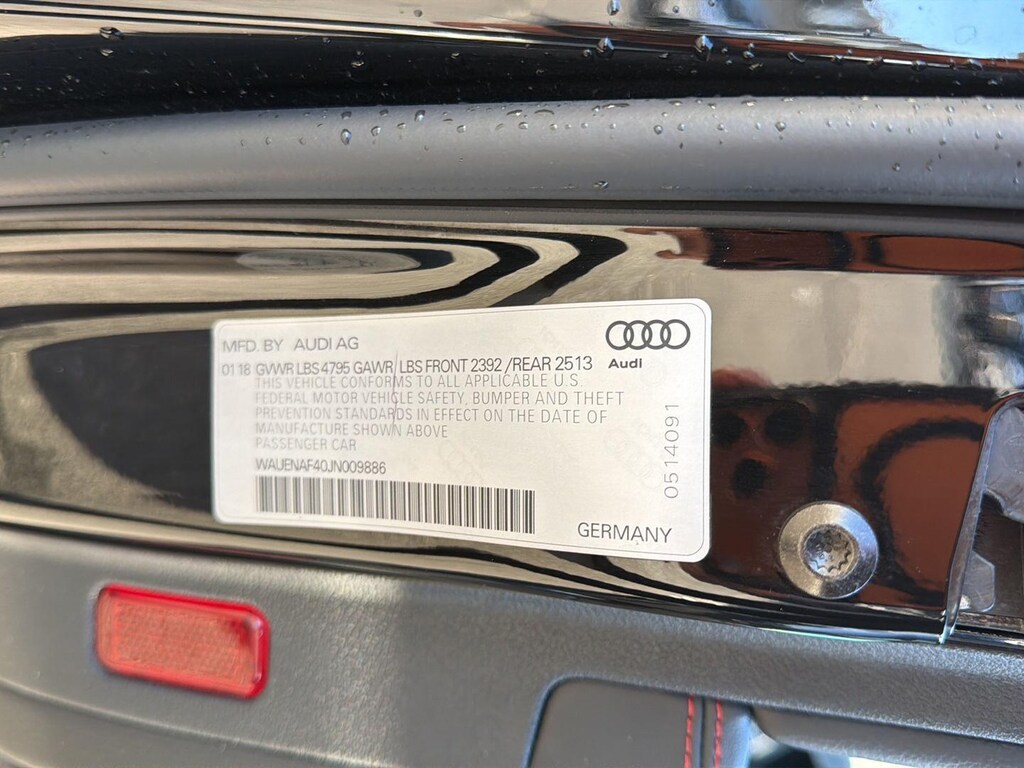 MFD. BY AUDI AG
Audi
01 18 GVWR LBS 4795 GAWR LBS FRONT 2392 / REAR 2513
THIS VEHICLE CONFORMS TO ALL APPLICABLE U.S.
FEDERAL MOTOR VEHICLE SAFETY, BUMPER AND THEFT
PREVENTION STANDARDS IN EFFECT ON THE DATE OF
MANUFACTURE SHOWN ABOVE
PASSENGER CAR
WAUENAF40JN009886
GERMANY
0514091